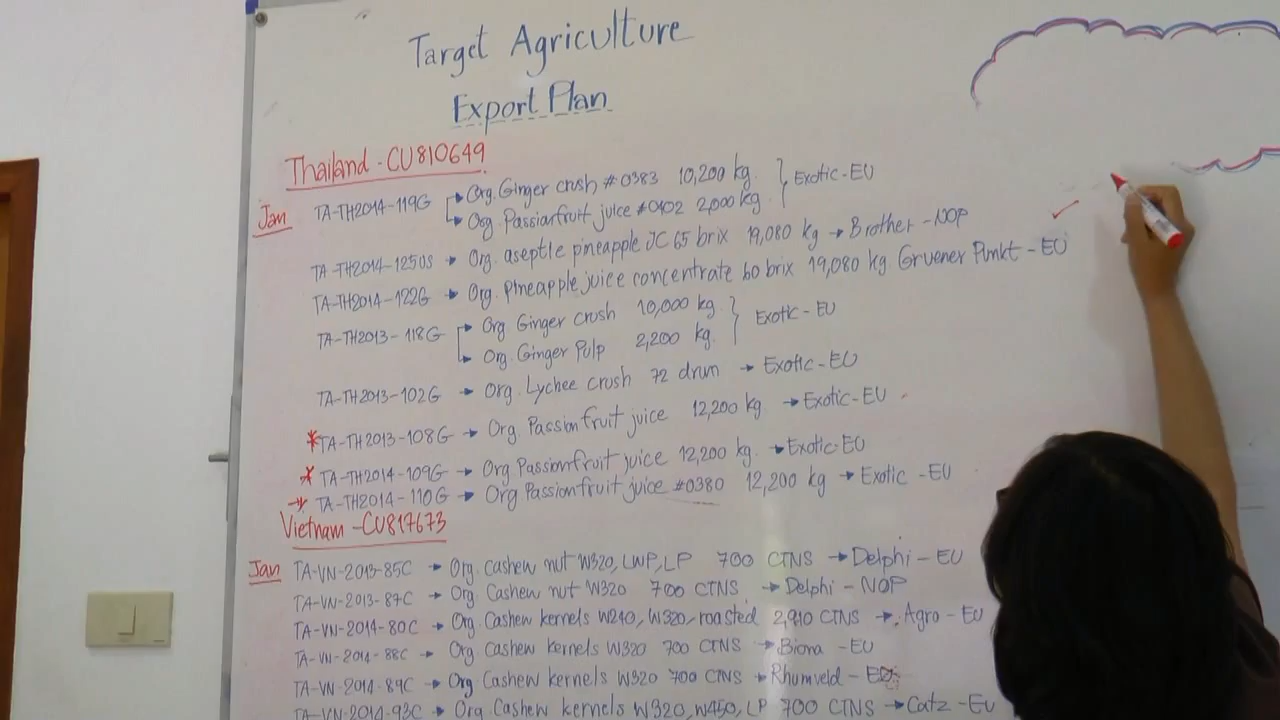 Target Agriculture
Export Plan
Thailand - CU810649
Jan TA-TH2014-119G → Org. Ginger crush #0383 10,200 kg. } Exotic-EU
→ Org. Passionfruit juice #0102 2,000 kg
TA-TH2014-125OS → Org. aseptle pineapple JC 65 brix 19,080 kg → Brother - NOP
TA-TH2014-122G → Org. pineapple juice concentrate 60 brix 19,080 kg. Gruener Punkt - EU
TA-TH2013-118G → Org Ginger crush 10,000 kg. } Exotic - EU
→ Org. Ginger Pulp 2,200 kg.
TA-TH2013-102G → Org. Lychee crush 72 drum → Exotic-EU
* TA-TH2013-108G → Org. Passion fruit juice 12,200 kg → Exotic-EU
* TA-TH2014-109G → Org. Passionfruit juice 12,200 kg. → Exotic-EU
* TA-TH2014-110G → Org Passionfruit juice #0380 12,200 kg → Exotic - EU
Vietnam - CU817673
Jan TA-VN-2013-85C → Org. Cashew nut W320, LWP, LP 700 CTNS → Delphi - EU
TA-VN-2013-87C → Org. Cashew nut W320 700 CTNS → Delphi - NOP
TA-VN-2014-80C → Org. Cashew kernels W240, W320, roasted 2,910 CTNS → Agro - EU
TA-VN-2014-88C → Org. Cashew kernels W320 700 CTNS → Biona - EU
TA-VN-2014-89C → Org. Cashew kernels W320 700 CTNS → Rhumveld -
TA-VN-2014-93C → Org. Cashew kernels W320, W450, LP 700 CTNS → Catz - EU